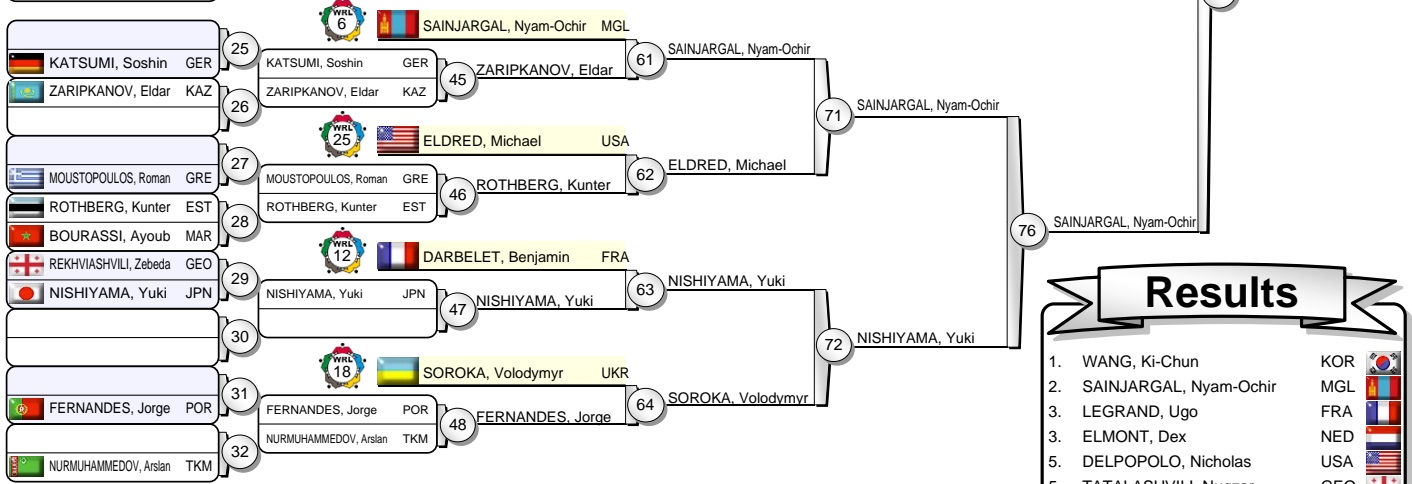 WRL
6
SAINJARGAL, Nyam-Ochir MGL
25
KATSUMI, Soshin GER
KATSUMI, Soshin GER
ZARIPKANOV, Eldar KAZ
26
ZARIPKANOV, Eldar KAZ
45
ZARIPKANOV, Eldar
61
SAINJARGAL, Nyam-Ochir
71
SAINJARGAL, Nyam-Ochir
WRL
25
ELDRED, Michael USA
27
MOUSTOPOULOS, Roman GRE
MOUSTOPOULOS, Roman GRE
ROTHBERG, Kunter EST
28
BOURASSI, Ayoub MAR
ROTHBERG, Kunter EST
46
ROTHBERG, Kunter
62
ELDRED, Michael
76
SAINJARGAL, Nyam-Ochir
WRL
12
DARBELET, Benjamin FRA
REKHVIASHVILI, Zebeda GEO
29
NISHIYAMA, Yuki JPN
NISHIYAMA, Yuki JPN
30
47
NISHIYAMA, Yuki
63
NISHIYAMA, Yuki
72
NISHIYAMA, Yuki
WRL
18
SOROKA, Volodymyr UKR
31
FERNANDES, Jorge POR
FERNANDES, Jorge POR
32
NURMUHAMMEDOV, Arslan TKM
NURMUHAMMEDOV, Arslan TKM
48
FERNANDES, Jorge
64
SOROKA, Volodymyr
Results
1. WANG, Ki-Chun KOR
2. SAINJARGAL, Nyam-Ochir MGL
3. LEGRAND, Ugo FRA
3. ELMONT, Dex NED
5. DELPOPOLO, Nicholas USA